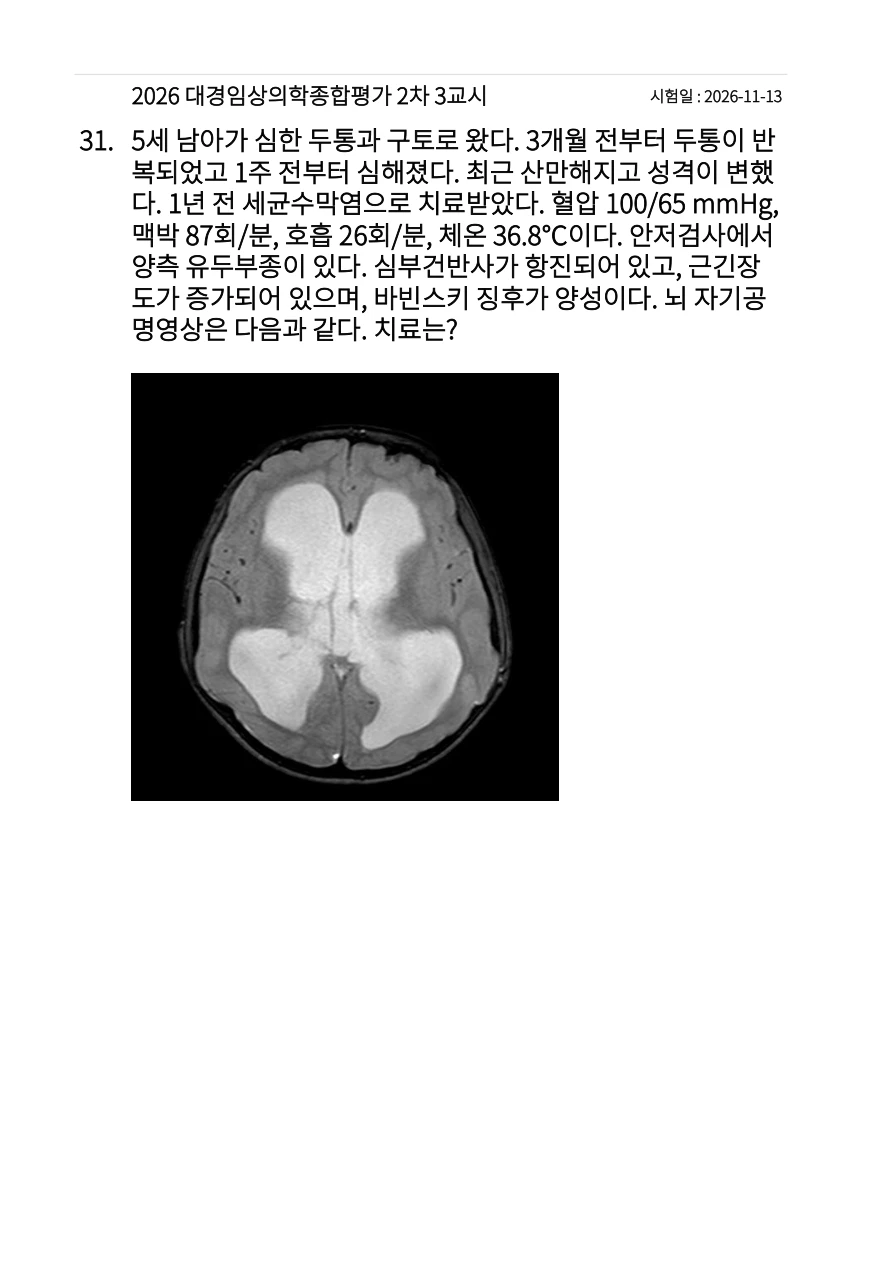 2026 대경임상의학종합평가 2차 3교시
시험일 : 2026-11-13
31. 5세 남아가 심한 두통과 구토로 왔다. 3개월 전부터 두통이 반
복되었고 1주 전부터 심해졌다. 최근 산만해지고 성격이 변했
다. 1년 전 세균수막염으로 치료받았다. 혈압 100/65 mmHg,
맥박 87회/분, 호흡 26회/분, 체온 36.8℃이다. 안저검사에서
양측 유두부종이 있다. 심부건반사가 항진되어 있고, 근긴장
도가 증가되어 있으며, 바빈스키 징후가 양성이다. 뇌 자기공
명영상은 다음과 같다. 치료는?